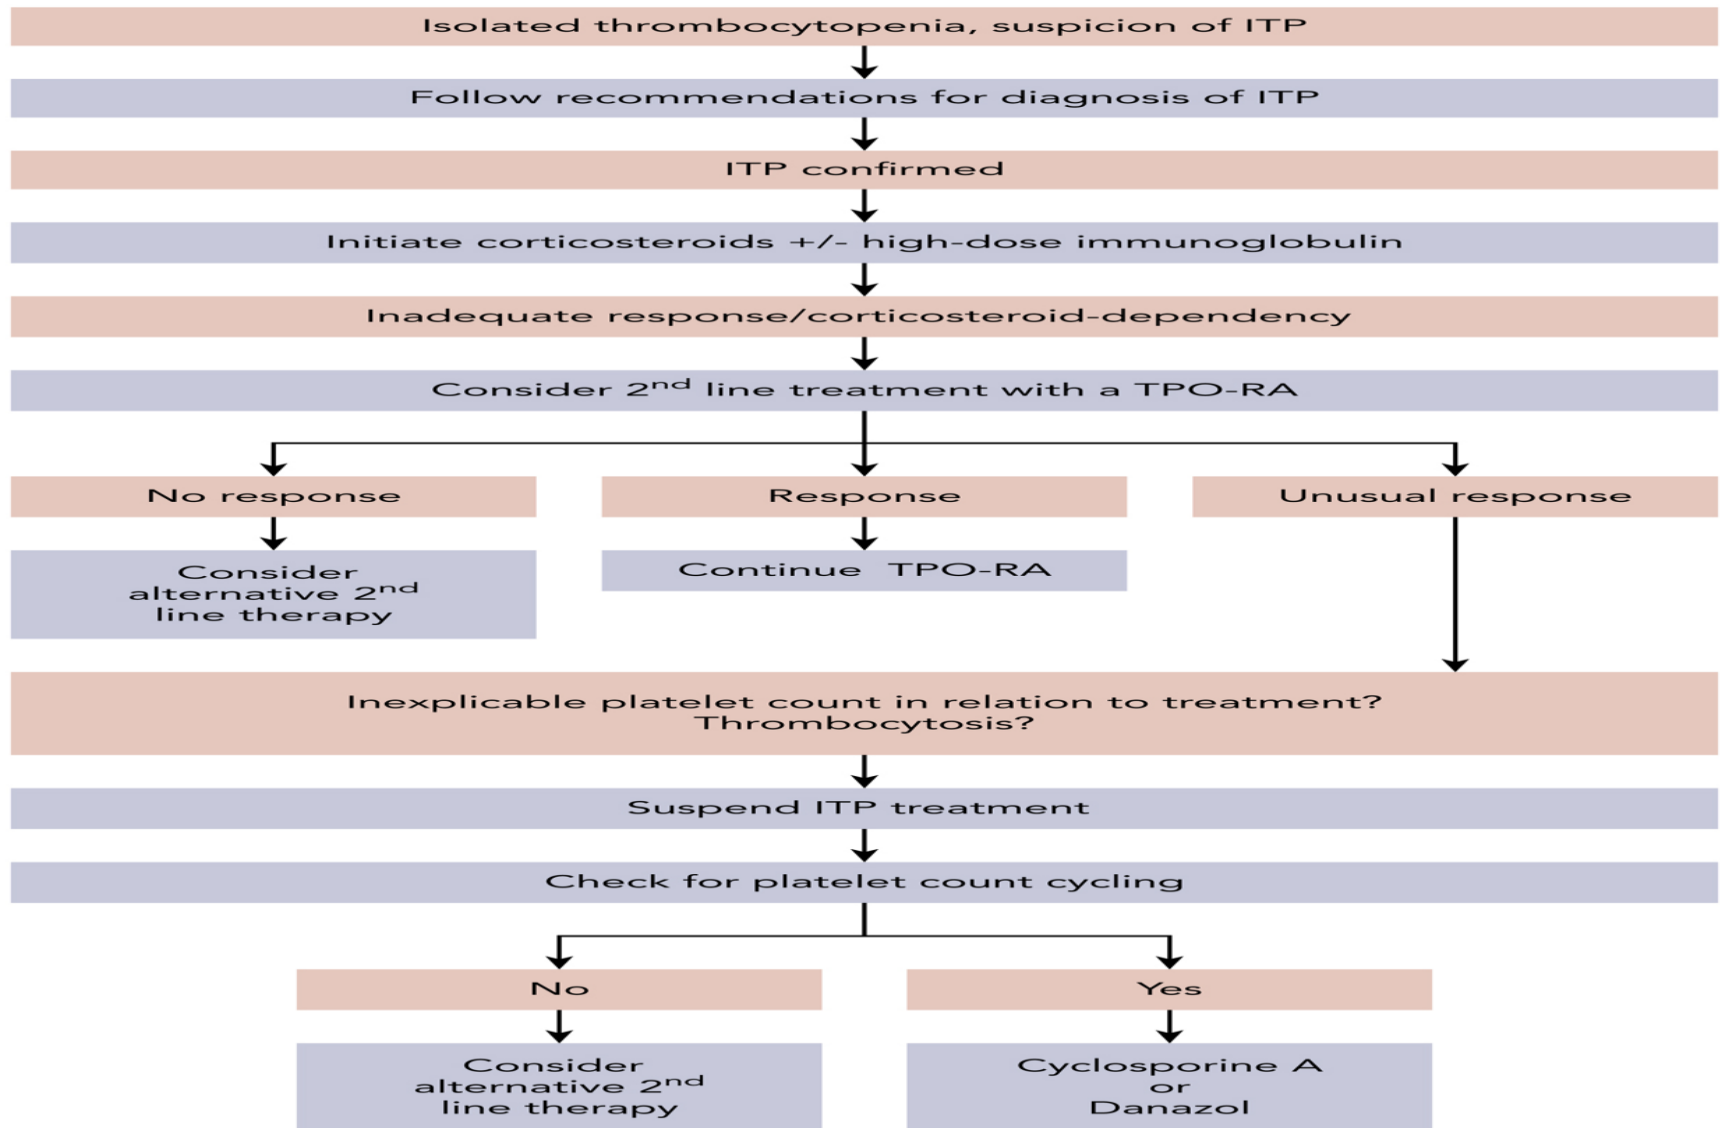 Isolated thrombocytopenia, suspicion of ITP
Follow recommendations for diagnosis of ITP
ITP confirmed
Initiate corticosteroids +/- high-dose immunoglobulin
Inadequate response/corticosteroid-dependency
Consider 2nd line treatment with a TPO-RA
No response
Response
Unusual response
Consider
alternative 2nd
line therapy
Continue TPO-RA
Inexplicable platelet count in relation to treatment?
Thrombocytosis?
Suspend ITP treatment
Check for platelet count cycling
No
Yes
Consider
alternative 2nd
line therapy
Cyclosporine A
or
Danazol